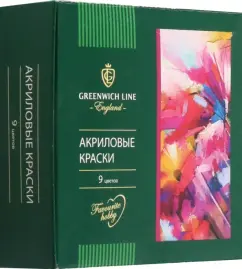 GREENWICH LINE
England
АКРИЛОВЫЕ
КРАСКИ
9 цветов
Favourite
hobby
АКРИЛОВЫЕ КРАСКИ
9 цветов